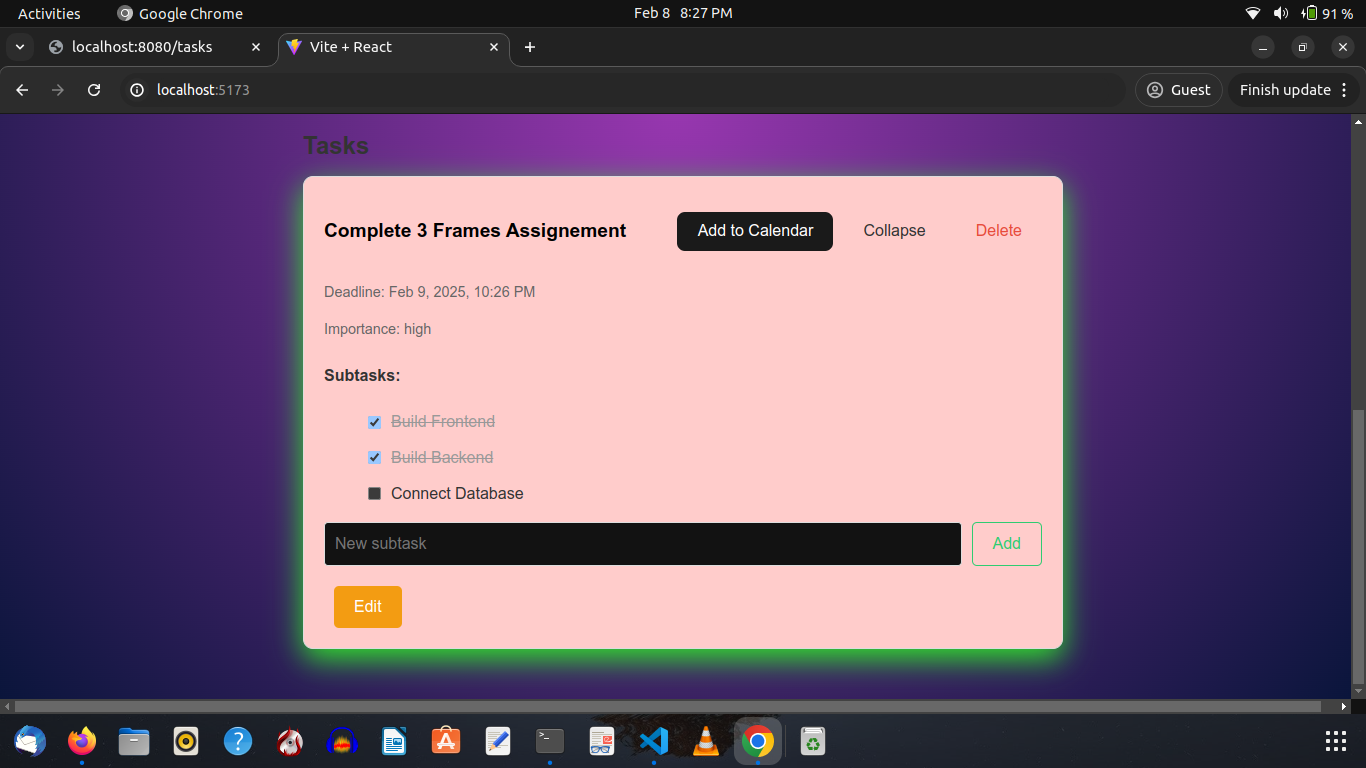 Activities Google Chrome Feb 8 8:27 PM 91 %
localhost:8080/tasks Vite + React
localhost:5173 Guest Finish update
Tasks
Complete 3 Frames Assignement Add to Calendar Collapse Delete
Deadline: Feb 9, 2025, 10:26 PM
Importance: high
Subtasks:
Build Frontend
Build Backend
Connect Database
New subtask Add
Edit